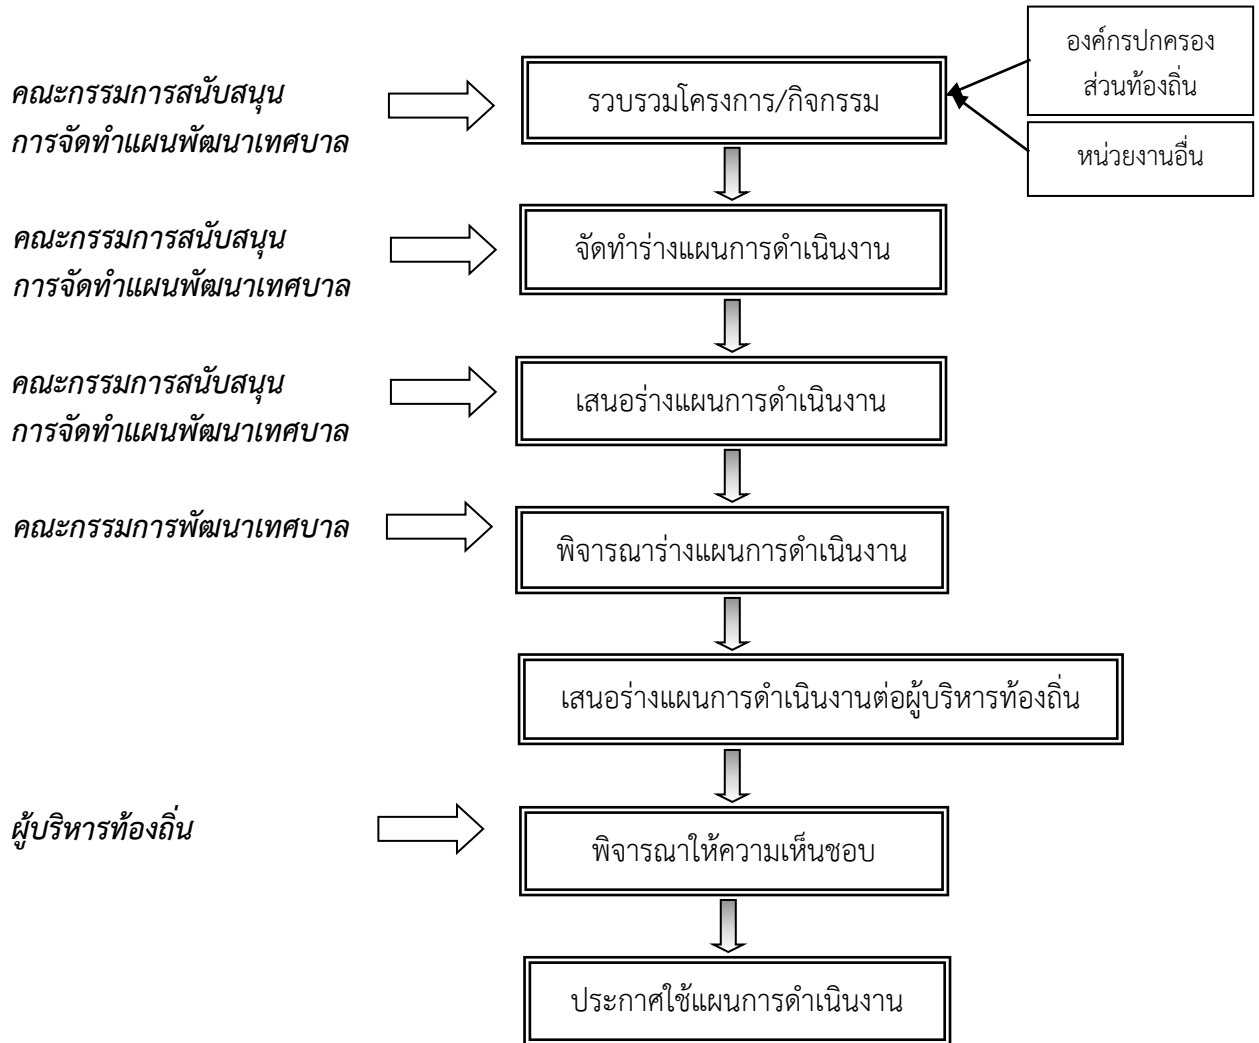 องค์กรปกครอง
ส่วนท้องถิ่น
คณะกรรมการสนับสนุน
การจัดทำแผนพัฒนาเทศบาล
รวบรวมโครงการ/กิจกรรม
หน่วยงานอื่น
คณะกรรมการสนับสนุน
การจัดทำแผนพัฒนาเทศบาล
จัดทำร่างแผนการดำเนินงาน
คณะกรรมการสนับสนุน
การจัดทำแผนพัฒนาเทศบาล
เสนอร่างแผนการดำเนินงาน
คณะกรรมการพัฒนาเทศบาล
พิจารณาร่างแผนการดำเนินงาน
เสนอร่างแผนการดำเนินงานต่อผู้บริหารท้องถิ่น
ผู้บริหารท้องถิ่น
พิจารณาให้ความเห็นชอบ
ประกาศใช้แผนการดำเนินงาน